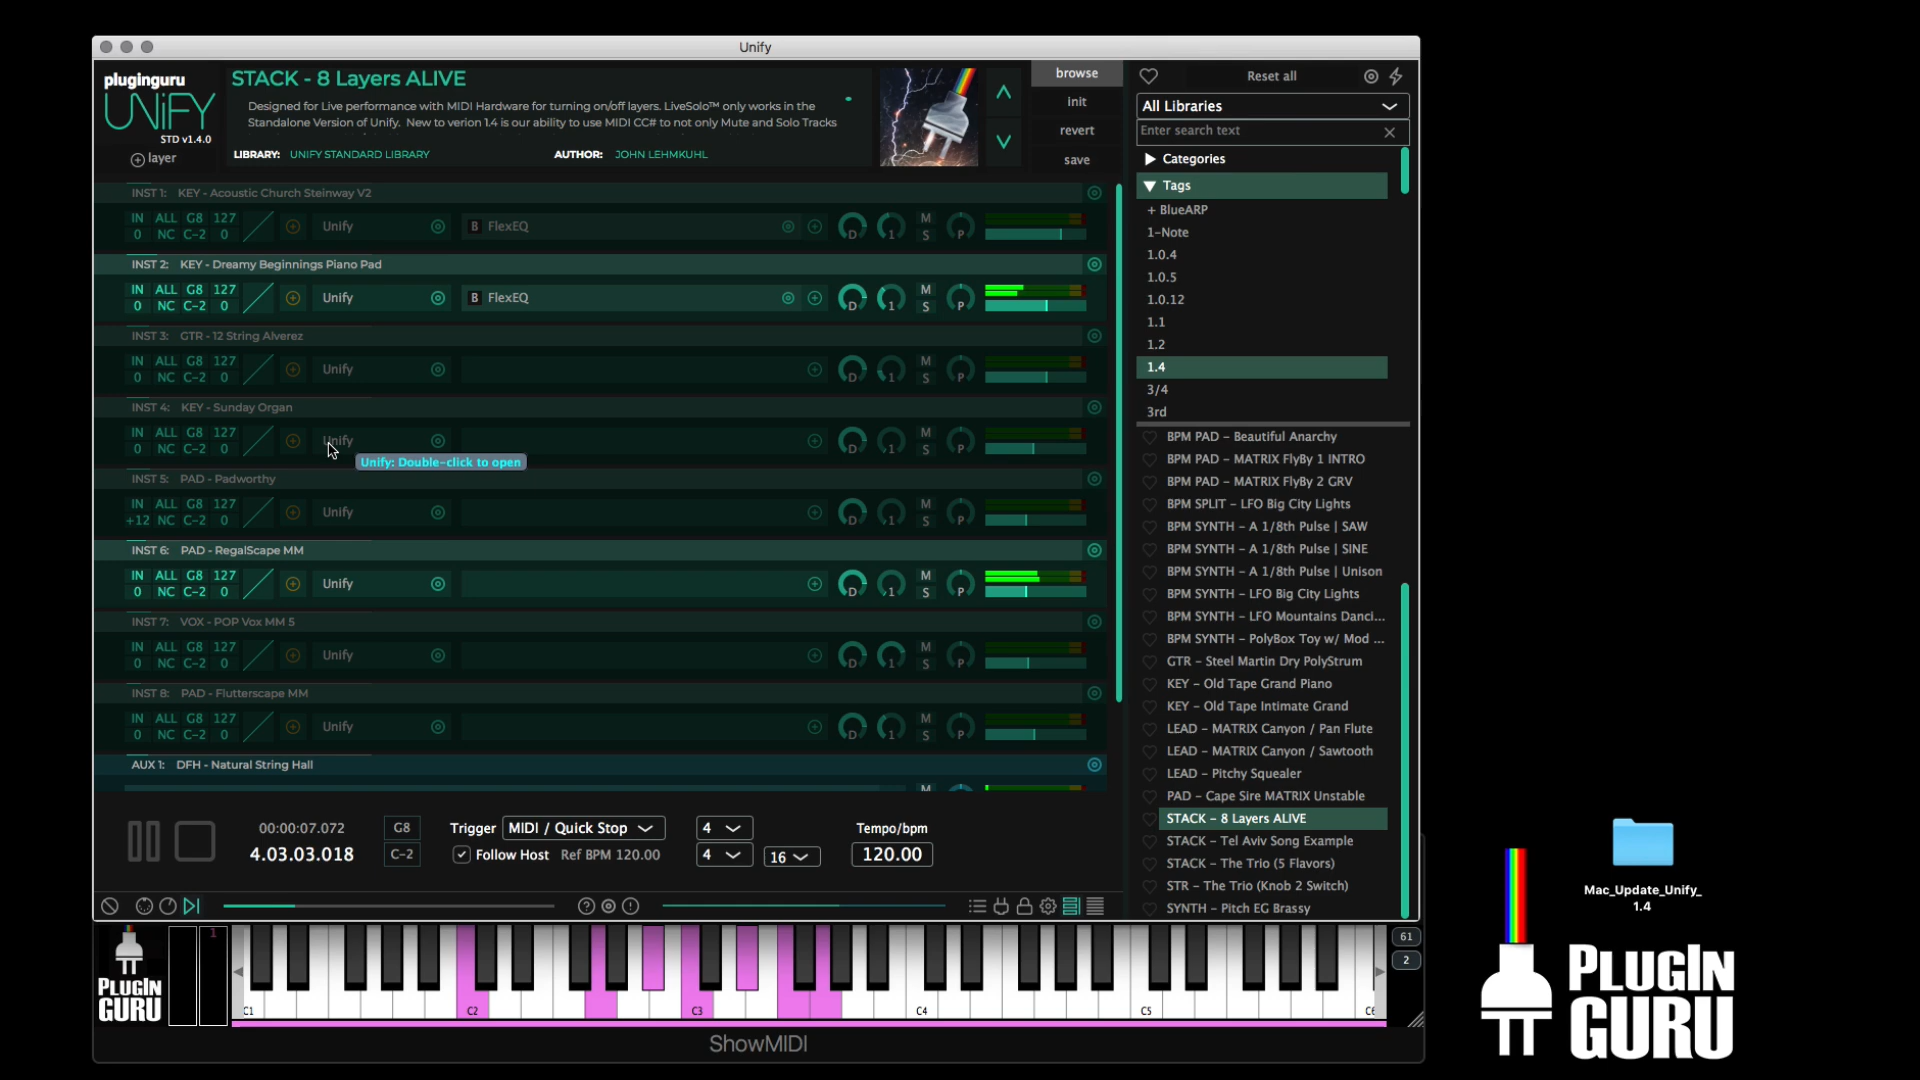 Unify
pluginguru
UNiFY
STD v1.4.0
+ layer
STACK - 8 Layers ALIVE
Designed for Live performance with MIDI Hardware for turning on/off layers. LiveSolo™ only works in the
Standalone Version of Unify. New to verion 1.4 is our ability to use MIDI CC# to not only Mute and Solo Tracks
LIBRARY: UNIFY STANDARD LIBRARY AUTHOR: JOHN LEHMKUHL
browse
init
revert
save
Reset all
All Libraries
Enter search text
Categories
Tags
+ BlueARP
1-Note
1.0.4
1.0.5
1.0.12
1.1
1.2
1.4
3/4
3rd
INST 1: KEY - Acoustic Church Steinway V2
IN ALL G8 127 Unify B FlexEQ D 1 M P
0 NC C-2 0 S
INST 2: KEY - Dreamy Beginnings Piano Pad
IN ALL G8 127 Unify B FlexEQ D 1 M P
0 NC C-2 0 S
INST 3: GTR - 12 String Alverez
IN ALL G8 127 Unify D 1 M P
0 NC C-2 0 S
INST 4: KEY - Sunday Organ
IN ALL G8 127 Unify D 1 M P
0 NC C-2 0 S
Unify: Double-click to open
INST 5: PAD - Padworthy
IN ALL G8 127 Unify D 1 M P
+12 NC C-2 0 S
INST 6: PAD - RegalScape MM
IN ALL G8 127 Unify D 1 M P
0 NC C-2 0 S
INST 7: VOX - POP Vox MM 5
IN ALL G8 127 Unify D 1 M P
0 NC C-2 0 S
INST 8: PAD - Flutterscape MM
IN ALL G8 127 Unify D 1 M P
0 NC C-2 0 S
AUX 1: DFH - Natural String Hall
M
BPM PAD - Beautiful Anarchy
BPM PAD - MATRIX FlyBy 1 INTRO
BPM PAD - MATRIX FlyBy 2 GRV
BPM SPLIT - LFO Big City Lights
BPM SYNTH - A 1/8th Pulse | SAW
BPM SYNTH - A 1/8th Pulse | SINE
BPM SYNTH - A 1/8th Pulse | Unison
BPM SYNTH - LFO Big City Lights
BPM SYNTH - LFO Mountains Danci...
BPM SYNTH - PolyBox Toy w/ Mod ...
GTR - Steel Martin Dry PolyStrum
KEY - Old Tape Grand Piano
KEY - Old Tape Intimate Grand
LEAD - MATRIX Canyon / Pan Flute
LEAD - MATRIX Canyon / Sawtooth
LEAD - Pitchy Squealer
PAD - Cape Sire MATRIX Unstable
STACK - 8 Layers ALIVE
STACK - Tel Aviv Song Example
STACK - The Trio (5 Flavors)
STR - The Trio (Knob 2 Switch)
SYNTH - Pitch EG Brassy
00:00:07.072 G8 Trigger MIDI / Quick Stop 4 Tempo/bpm
4.03.03.018 C-2 Follow Host Ref BPM 120.00 4 16 120.00
1
PLUGIN
GURU
C1 C2 C3 C4 C5 C6
61
2
ShowMIDI
Mac_Update_Unify_
1.4
PLUGIN
GURU